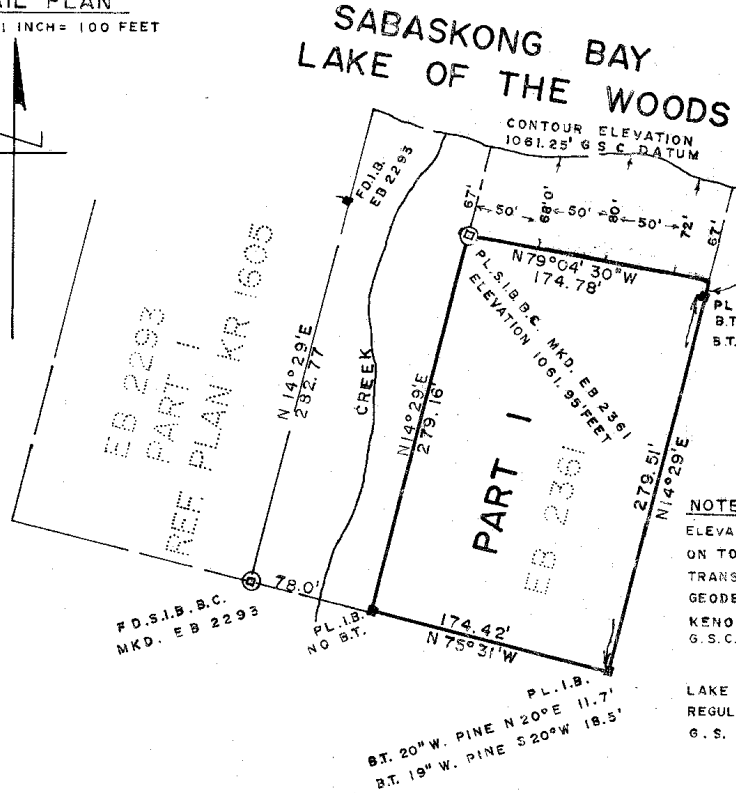 PLAN
1 INCH = 100 FEET
SABASKONG BAY
LAKE OF THE WOODS
CONTOUR ELEVATION
1061.25' G S C DATUM
FD.I.B.
EB 2293
67'
50'
68.0'
50'
80'
50'
72'
67'
N79°04'30"W
174.78'
PL.S.I.B.B.C. MKD. EB 2361
ELEVATION 1061.95 FEET
PL
B.T.
B.T.
EB 2293
PART 1
REF. PLAN KR 1605
N14°29'E
282.77
CREEK
N14°29'E
279.16'
PART 1
EB 2361
279.51'
N14°29'E
NOTE
ELEVA
ON TO
TRANS
GEODE
KENO
G.S.C.
LAKE
REGUL
G.S.
FD.S.I.B.B.C.
MKD. EB 2293
78.0'
PL.I.B.
NO B.T.
174.42'
N 75°31'W
PL.I.B.
B.T. 20" W. PINE N20°E 11.7'
B.T. 19" W. PINE S20°W 18.5'